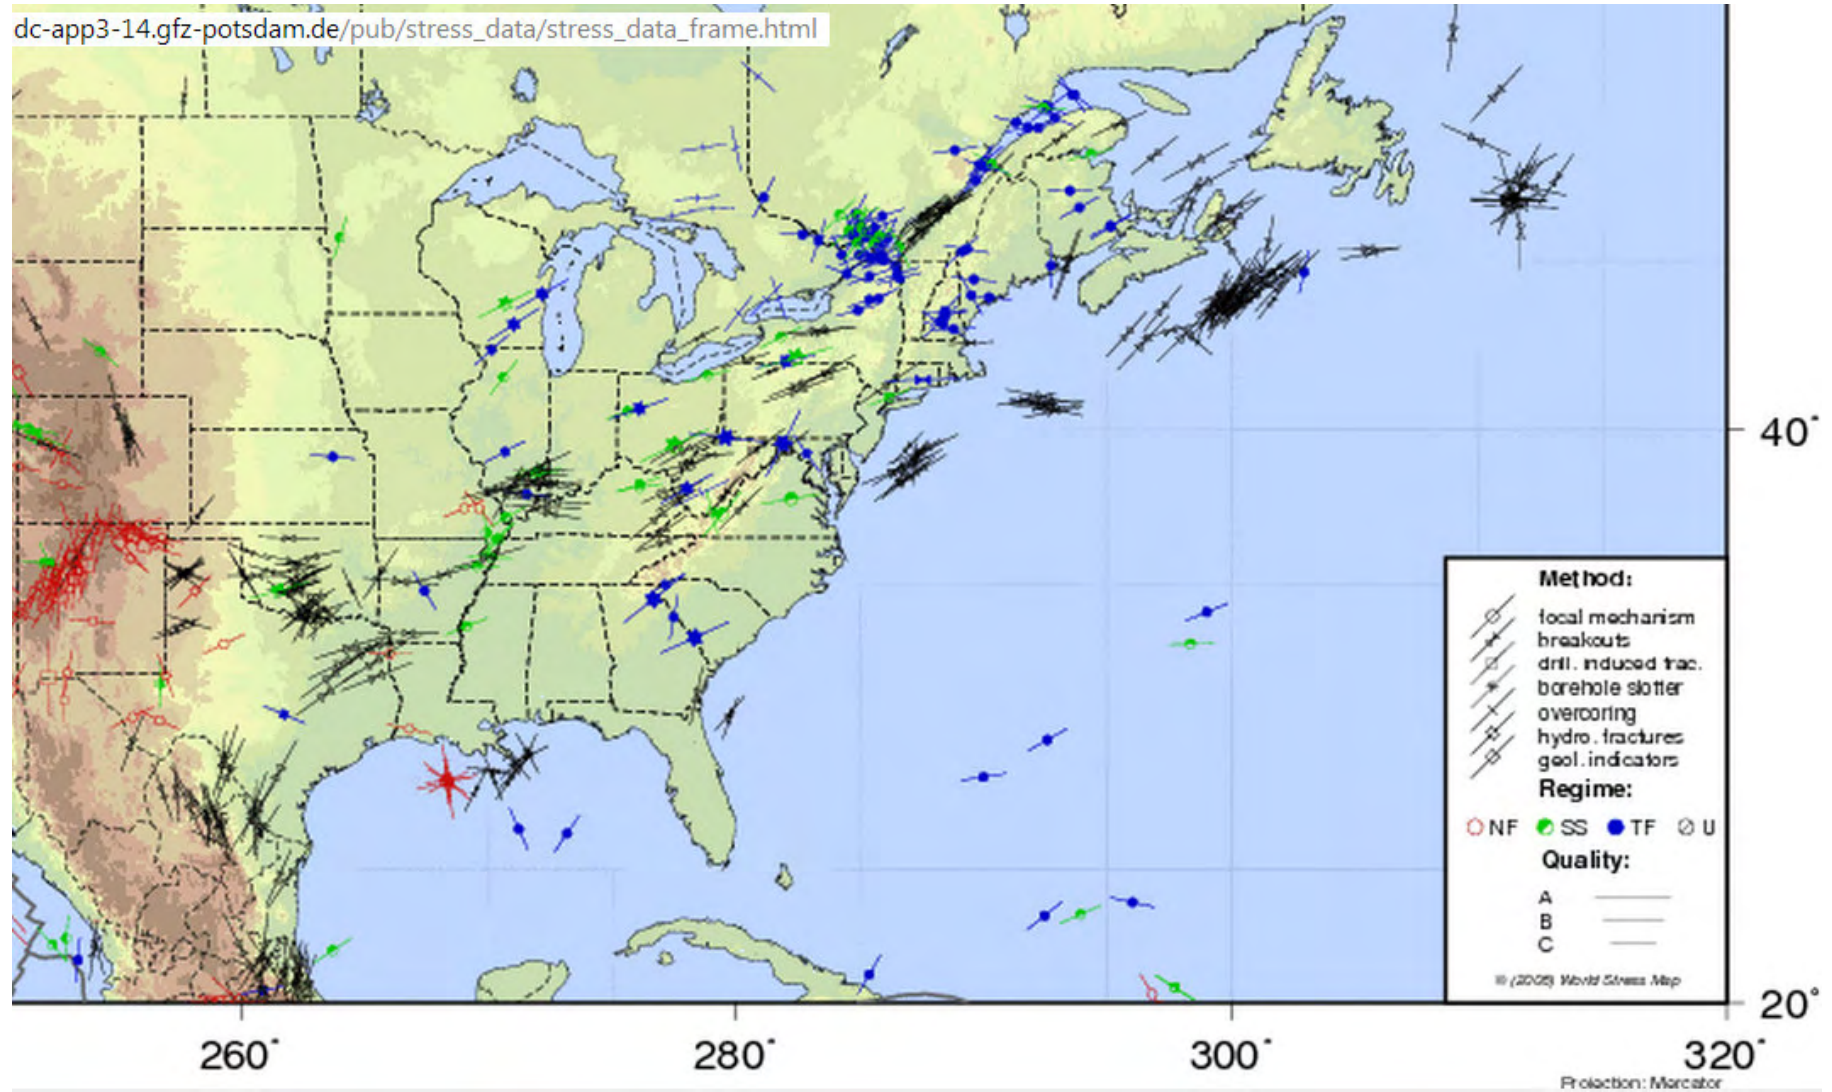 dc-app3-14.gfz-potsdam.de/pub/stress_data/stress_data_frame.html
40°
Method:
focal mechanism
breakouts
drill. induced frac.
borehole slotter
overcoring
hydro. fractures
geol. indicators
Regime:
NF SS TF U
Quality:
A
B
C
© (2005) World Stress Map
20°
260° 280° 300° 320°
Projection: Mercator